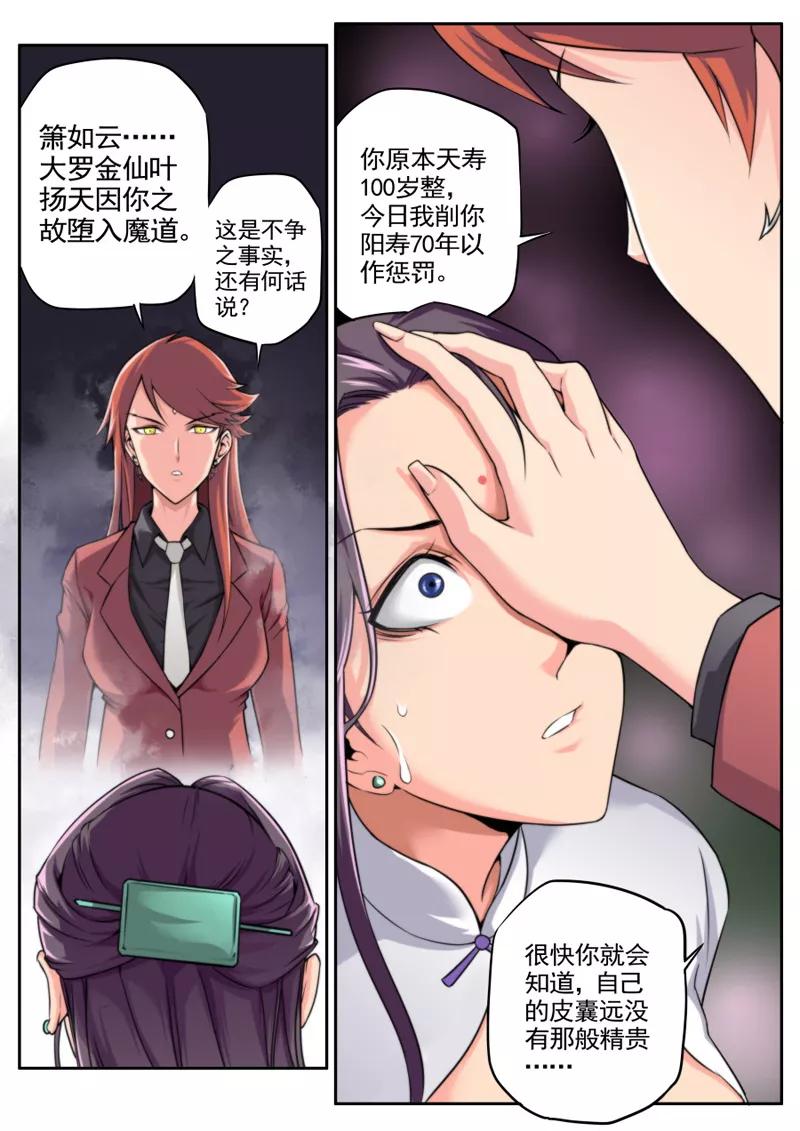 箫如云……
大罗金仙叶
扬天因你之
故堕入魔道。
这是不争
之事实，
还有何话
说？
你原本天寿
100岁整，
今日我削你
阳寿70年以
作惩罚。
很快你就会
知道，自己
的皮囊远没
有那般精贵
……